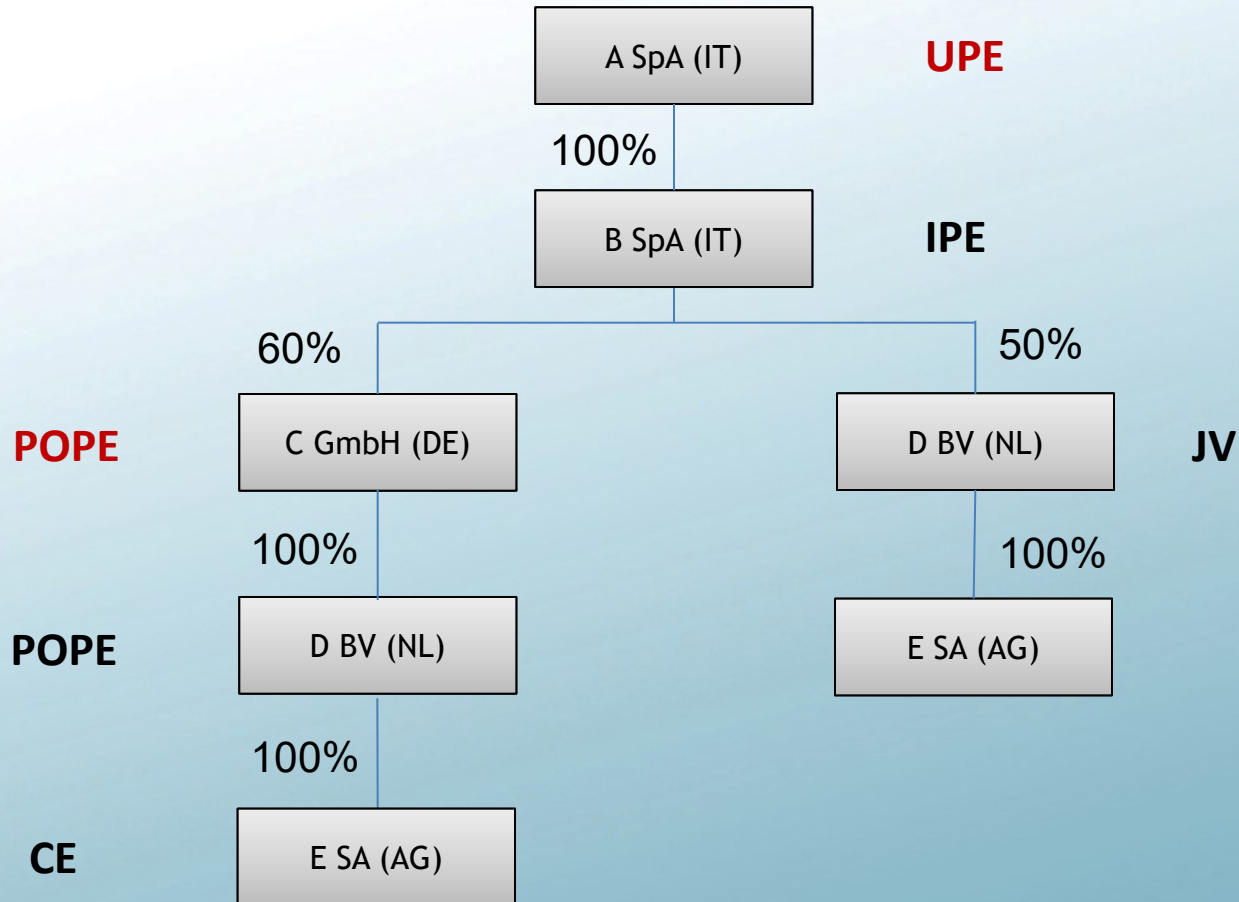 A SpA (IT)
UPE
100%
B SpA (IT)
IPE
60%
50%
POPE
C GmbH (DE)
D BV (NL)
JV
100%
100%
POPE
D BV (NL)
E SA (AG)
100%
CE
E SA (AG)